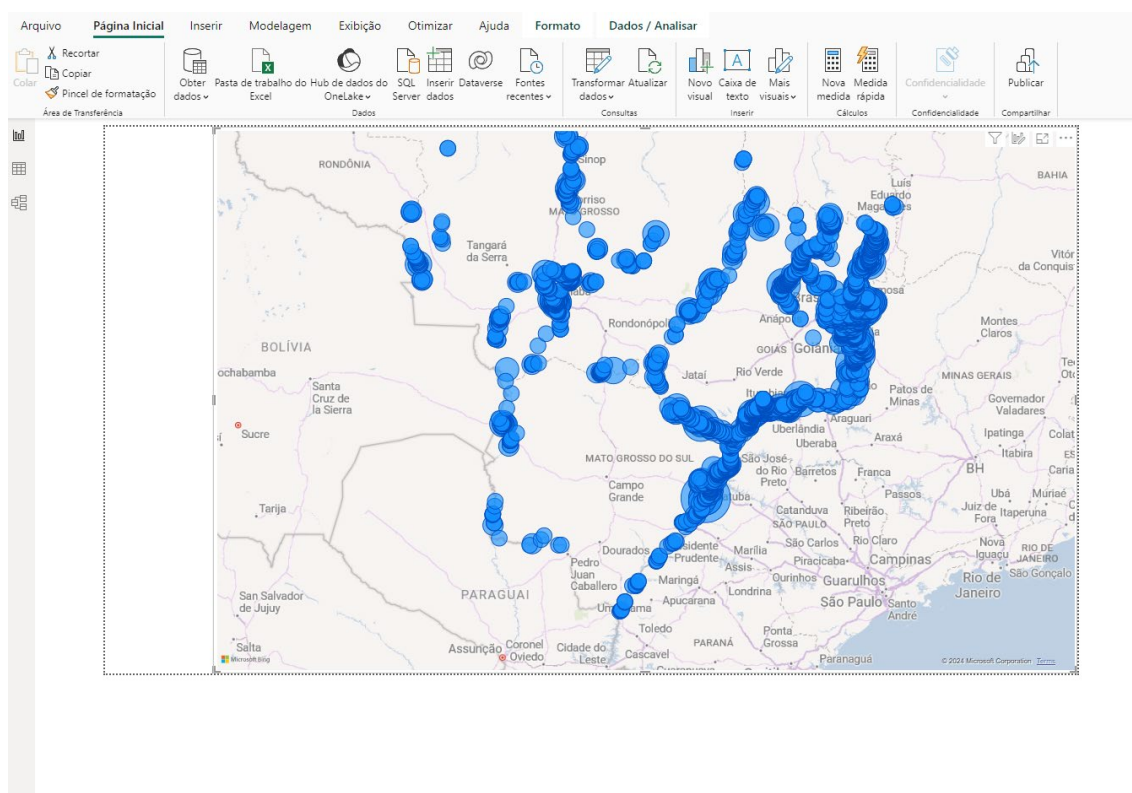 Arquivo Página Inicial Inserir Modelagem Exibição Otimizar Ajuda Formato Dados / Analisar
Colar
Recortar
Copiar
Pincel de formatação
Área de Transferência
Obter dados
Pasta de trabalho do Excel
Hub de dados do OneLake
SQL Server
Inserir dados
Dataverse
Fontes recentes
Dados
Transformar dados
Atualizar
Consultas
Novo visual
Caixa de texto
Mais visuais
Inserir
Nova medida
Medida rápida
Cálculos
Confidencialidade
Confidencialidade
Publicar
Compartilhar
RONDÔNIA
Sinop
BAHIA
Luís
Eduardo
MATO GROSSO
Tangará
da Serra
Vitór
da Conquis
Rondonópol
Anápo
Montes
Claros
BOLÍVIA
GOIÁS
Goiânia
ochabamba
Jataí
Rio Verde
MINAS GERAIS
Santa
Cruz de
la Sierra
Patos de
Minas
Governador
Valadares
Araguari
Sucre
Uberlândia
Uberaba
Araxá
Ipatinga
Colat
Itabira
ES
MATO GROSSO DO SUL
São José
do Rio
Preto
Barretos
Franca
BH
Caria
Campo
Grande
Passos
Ubá
Muriaé
Tarija
Catanduva
Ribeirão
Preto
Juiz de
Fora
Itaperuna
SÃO PAULO
Dourados
Prudente
Marília
São Carlos
Rio Claro
Nova
Iguaçu
RIO DE
JANEIRO
Pedro
Juan
Caballero
Assis
Piracicaba
Campinas
Maringá
Ourinhos
Guarulhos
Rio de
Janeiro
São Gonçalo
San Salvador
de Jujuy
PARAGUAI
Londrina
Apucarana
São Paulo
Santo
André
Toledo
Ponta
Grossa
Salta
Assunção
Coronel
Oviedo
Cidade do
Leste
Cascavel
PARANÁ
Paranaguá
Microsoft Bing
© 2024 Microsoft Corporation Terms